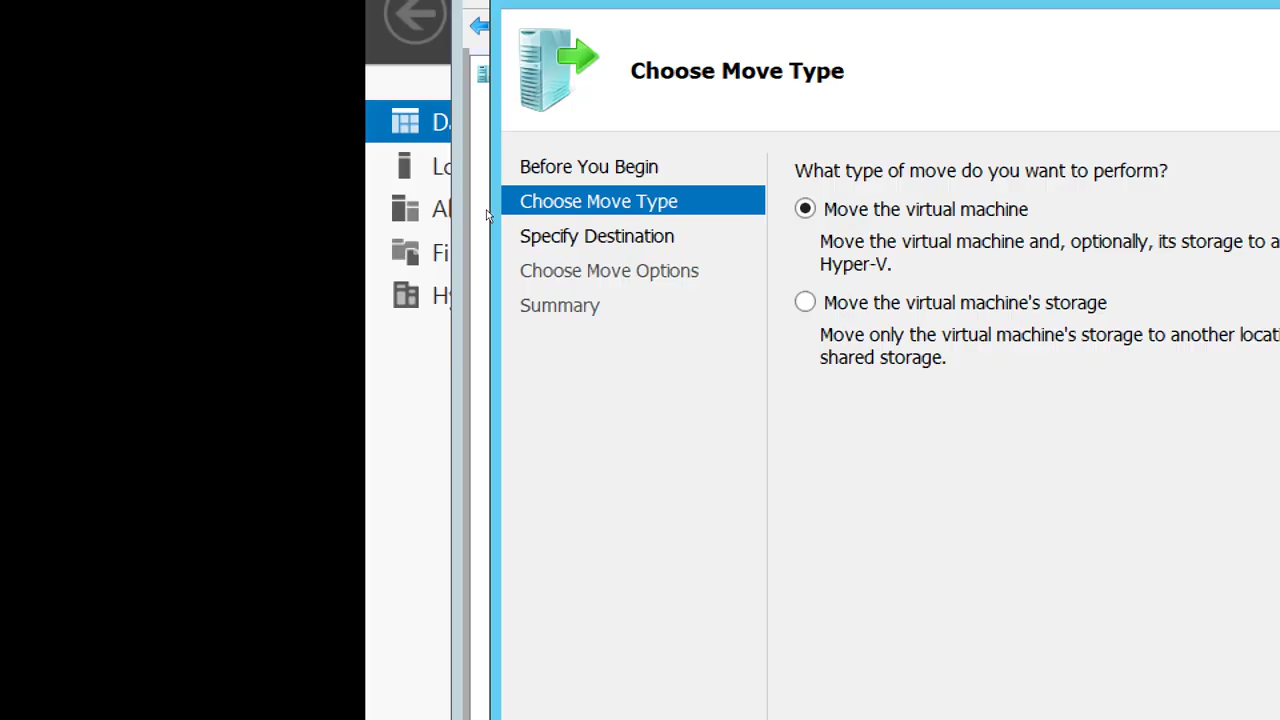 Choose Move Type
Before You Begin
Choose Move Type
Specify Destination
Choose Move Options
Summary
What type of move do you want to perform?
Move the virtual machine
Move the virtual machine and, optionally, its storage to a
Hyper-V.
Move the virtual machine's storage
Move only the virtual machine's storage to another locati
shared storage.